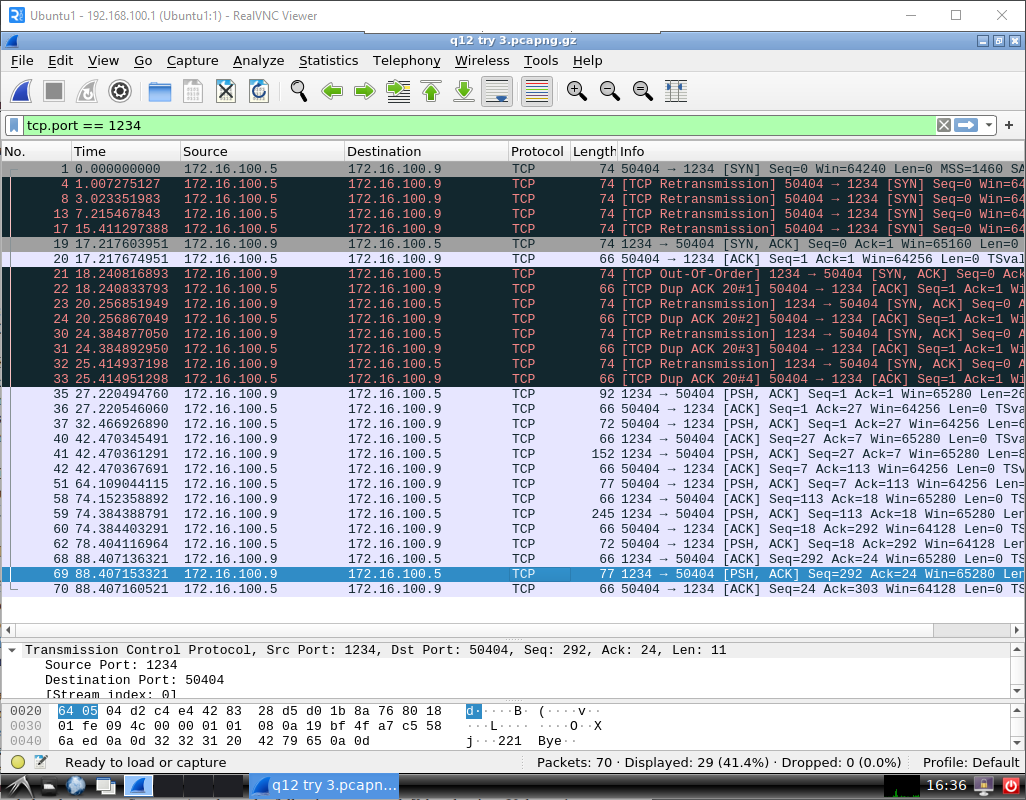 Ubuntu1 - 192.168.100.1 (Ubuntu1:1) - RealVNC Viewer
q12 try 3.pcapng.gz
File Edit View Go Capture Analyze Statistics Telephony Wireless Tools Help
tcp.port == 1234
No. Time Source Destination Protocol Length Info
1 0.000000000 172.16.100.5 172.16.100.9 TCP 74 50404 → 1234 [SYN] Seq=0 Win=64240 Len=0 MSS=1460 SA
4 1.007275127 172.16.100.5 172.16.100.9 TCP 74 [TCP Retransmission] 50404 → 1234 [SYN] Seq=0 Win=64
8 3.023351983 172.16.100.5 172.16.100.9 TCP 74 [TCP Retransmission] 50404 → 1234 [SYN] Seq=0 Win=64
13 7.215467843 172.16.100.5 172.16.100.9 TCP 74 [TCP Retransmission] 50404 → 1234 [SYN] Seq=0 Win=64
17 15.411297388 172.16.100.5 172.16.100.9 TCP 74 [TCP Retransmission] 50404 → 1234 [SYN] Seq=0 Win=64
19 17.217603951 172.16.100.9 172.16.100.5 TCP 74 1234 → 50404 [SYN, ACK] Seq=0 Ack=1 Win=65160 Len=0
20 17.217674951 172.16.100.5 172.16.100.9 TCP 66 50404 → 1234 [ACK] Seq=1 Ack=1 Win=64256 Len=0 TSval
21 18.240816893 172.16.100.9 172.16.100.5 TCP 74 [TCP Out-Of-Order] 1234 → 50404 [SYN, ACK] Seq=0 Ack
22 18.240833793 172.16.100.5 172.16.100.9 TCP 66 [TCP Dup ACK 20#1] 50404 → 1234 [ACK] Seq=1 Ack=1 Wi
23 20.256851949 172.16.100.9 172.16.100.5 TCP 74 [TCP Retransmission] 1234 → 50404 [SYN, ACK] Seq=0 A
24 20.256867049 172.16.100.5 172.16.100.9 TCP 66 [TCP Dup ACK 20#2] 50404 → 1234 [ACK] Seq=1 Ack=1 Wi
30 24.384877050 172.16.100.9 172.16.100.5 TCP 74 [TCP Retransmission] 1234 → 50404 [SYN, ACK] Seq=0 A
31 24.384892950 172.16.100.5 172.16.100.9 TCP 66 [TCP Dup ACK 20#3] 50404 → 1234 [ACK] Seq=1 Ack=1 Wi
32 25.414937198 172.16.100.9 172.16.100.5 TCP 74 [TCP Retransmission] 1234 → 50404 [SYN, ACK] Seq=0 A
33 25.414951298 172.16.100.5 172.16.100.9 TCP 66 [TCP Dup ACK 20#4] 50404 → 1234 [ACK] Seq=1 Ack=1 Wi
35 27.220494760 172.16.100.9 172.16.100.5 TCP 92 1234 → 50404 [PSH, ACK] Seq=1 Ack=1 Win=65280 Len=26
36 27.220546060 172.16.100.5 172.16.100.9 TCP 66 50404 → 1234 [ACK] Seq=1 Ack=27 Win=64256 Len=0 TSva
37 32.466926890 172.16.100.5 172.16.100.9 TCP 72 50404 → 1234 [PSH, ACK] Seq=1 Ack=27 Win=64256 Len=6
40 42.470345491 172.16.100.9 172.16.100.5 TCP 66 1234 → 50404 [ACK] Seq=27 Ack=7 Win=65280 Len=0 TSva
41 42.470361291 172.16.100.9 172.16.100.5 TCP 152 1234 → 50404 [PSH, ACK] Seq=27 Ack=7 Win=65280 Len=8
42 42.470367691 172.16.100.5 172.16.100.9 TCP 66 50404 → 1234 [ACK] Seq=7 Ack=113 Win=64256 Len=0 TSv
51 64.109044115 172.16.100.5 172.16.100.9 TCP 77 50404 → 1234 [PSH, ACK] Seq=7 Ack=113 Win=64256 Len=
58 74.152358892 172.16.100.9 172.16.100.5 TCP 66 1234 → 50404 [ACK] Seq=113 Ack=18 Win=65280 Len=0 TS
59 74.384388791 172.16.100.9 172.16.100.5 TCP 245 1234 → 50404 [PSH, ACK] Seq=113 Ack=18 Win=65280 Len
60 74.384403291 172.16.100.5 172.16.100.9 TCP 66 50404 → 1234 [ACK] Seq=18 Ack=292 Win=64128 Len=0 TS
62 78.404116964 172.16.100.5 172.16.100.9 TCP 72 50404 → 1234 [PSH, ACK] Seq=18 Ack=292 Win=64128 Len
68 88.407136321 172.16.100.9 172.16.100.5 TCP 66 1234 → 50404 [ACK] Seq=292 Ack=24 Win=65280 Len=0 TS
69 88.407153321 172.16.100.9 172.16.100.5 TCP 77 1234 → 50404 [PSH, ACK] Seq=292 Ack=24 Win=65280 Len
70 88.407160521 172.16.100.5 172.16.100.9 TCP 66 50404 → 1234 [ACK] Seq=24 Ack=303 Win=64128 Len=0 TS
Transmission Control Protocol, Src Port: 1234, Dst Port: 50404, Seq: 292, Ack: 24, Len: 11
Source Port: 1234
Destination Port: 50404
[Stream index: 0]
0020 64 05 04 d2 c4 e4 42 83 28 d5 d0 1b 8a 76 80 18 d·····B· (····v··
0030 01 fe 09 4c 00 00 01 01 08 0a 19 bf 4f a7 c5 58 ···L···· ····O··X
0040 6a ed 0a 0d 32 32 31 20 42 79 65 0a 0d j···221 Bye··
Ready to load or capture
Packets: 70 · Displayed: 29 (41.4%) · Dropped: 0 (0.0%)
Profile: Default
q12 try 3.pcapn...
16:36